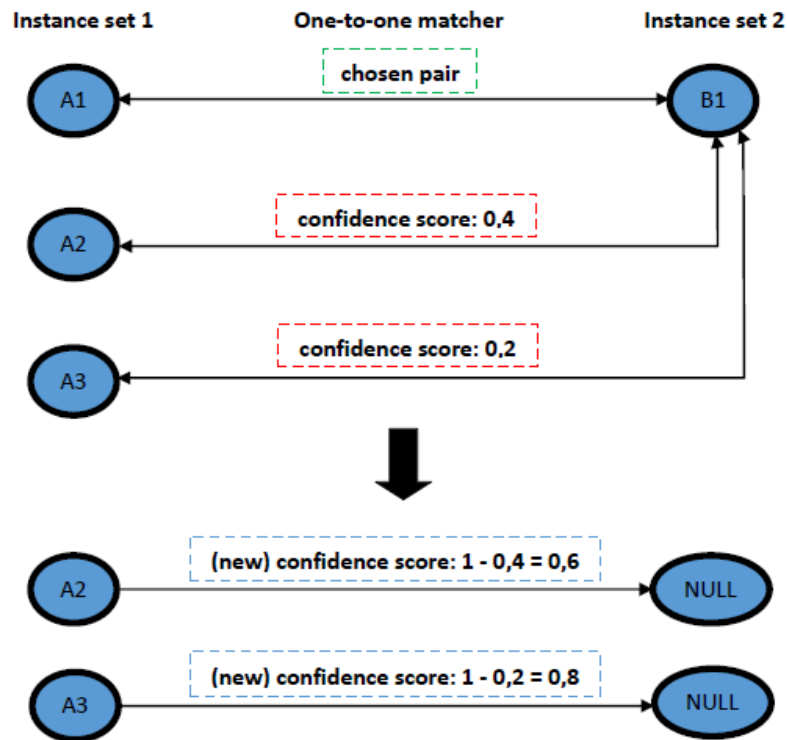 Instance set 1 One-to-one matcher Instance set 2
chosen pair
A1 B1
confidence score: 0,4
A2
confidence score: 0,2
A3
(new) confidence score: 1 - 0,4 = 0,6
A2 NULL
(new) confidence score: 1 - 0,2 = 0,8
A3 NULL